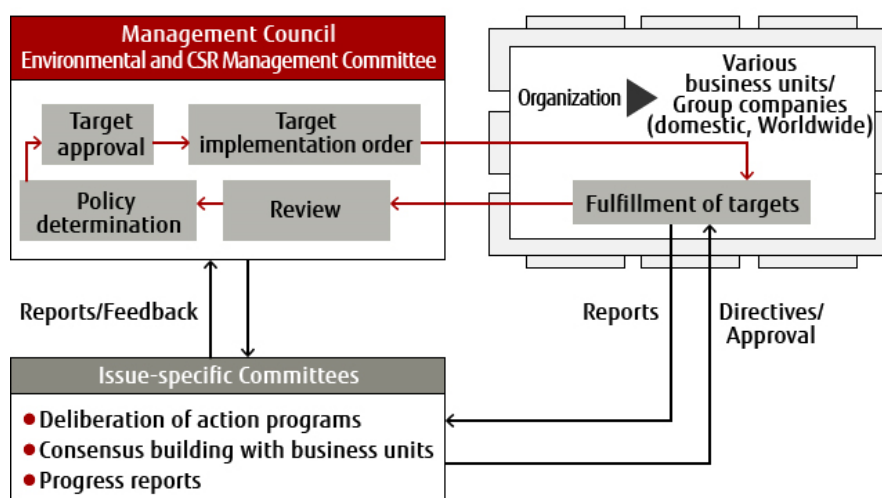 Management Council
Environmental and CSR Management Committee
Target
approval
Target
implementation order
Policy
determination
Review
Organization
Various
business units/
Group companies
(domestic, Worldwide)
Fulfillment of targets
Reports/Feedback
Reports
Directives/
Approval
Issue-specific Committees
Deliberation of action programs
Consensus building with business units
Progress reports